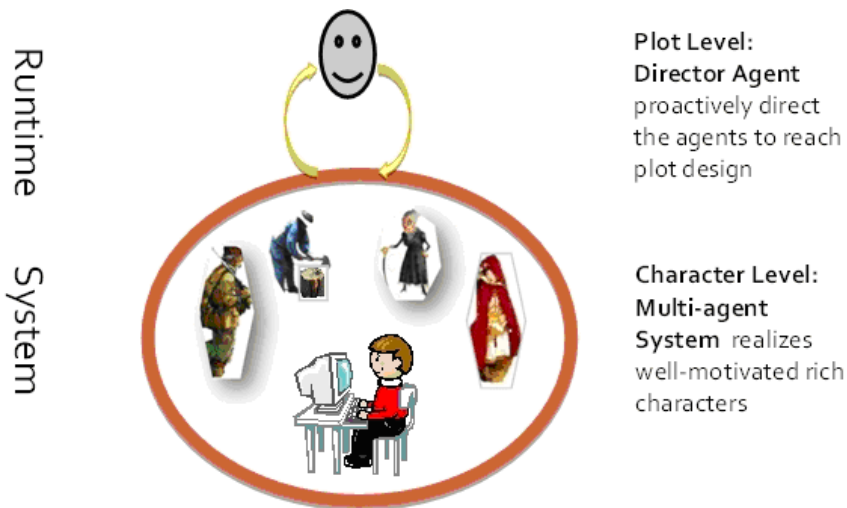 Runtime System
Plot Level:
Director Agent
proactively direct
the agents to reach
plot design
Character Level:
Multi-agent
System realizes
well-motivated rich
characters